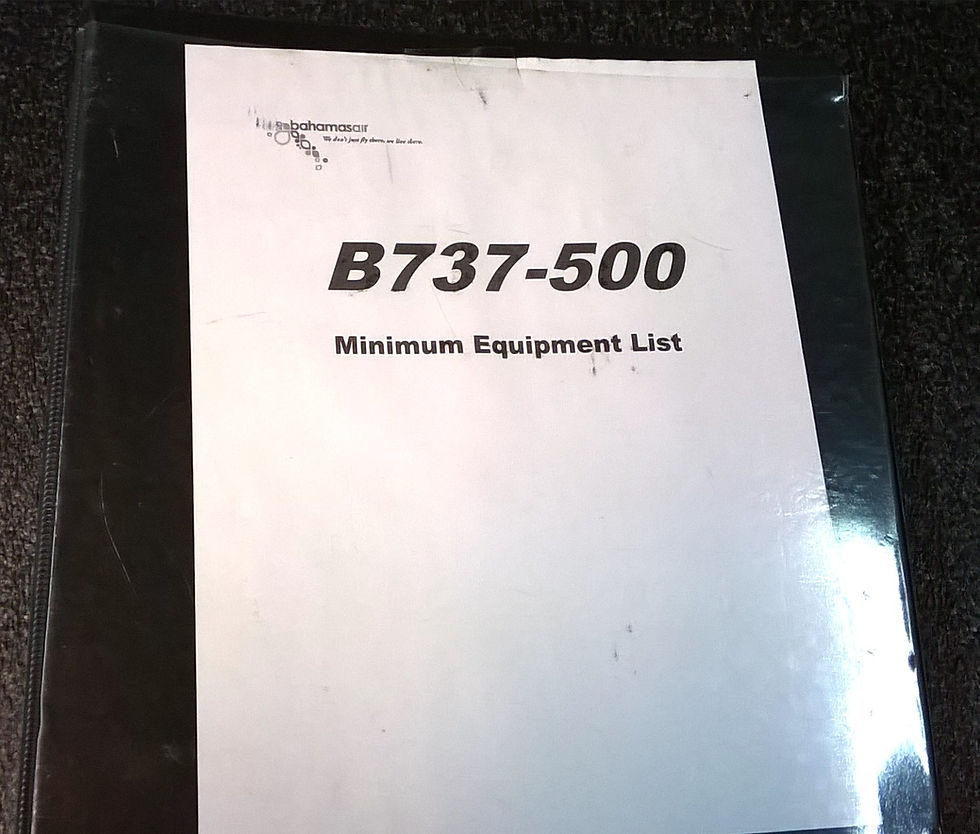 bahamasair
We don't just fly there, we live there.
B737-500
Minimum Equipment List